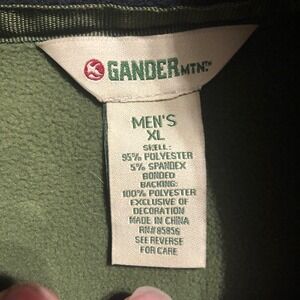 GANDER MTN.™
MEN'S
XL
SHELL:
95% POLYESTER
5% SPANDEX
BONDED
BACKING:
100% POLYESTER
EXCLUSIVE OF
DECORATION
MADE IN CHINA
RN#85856
SEE REVERSE
FOR CARE